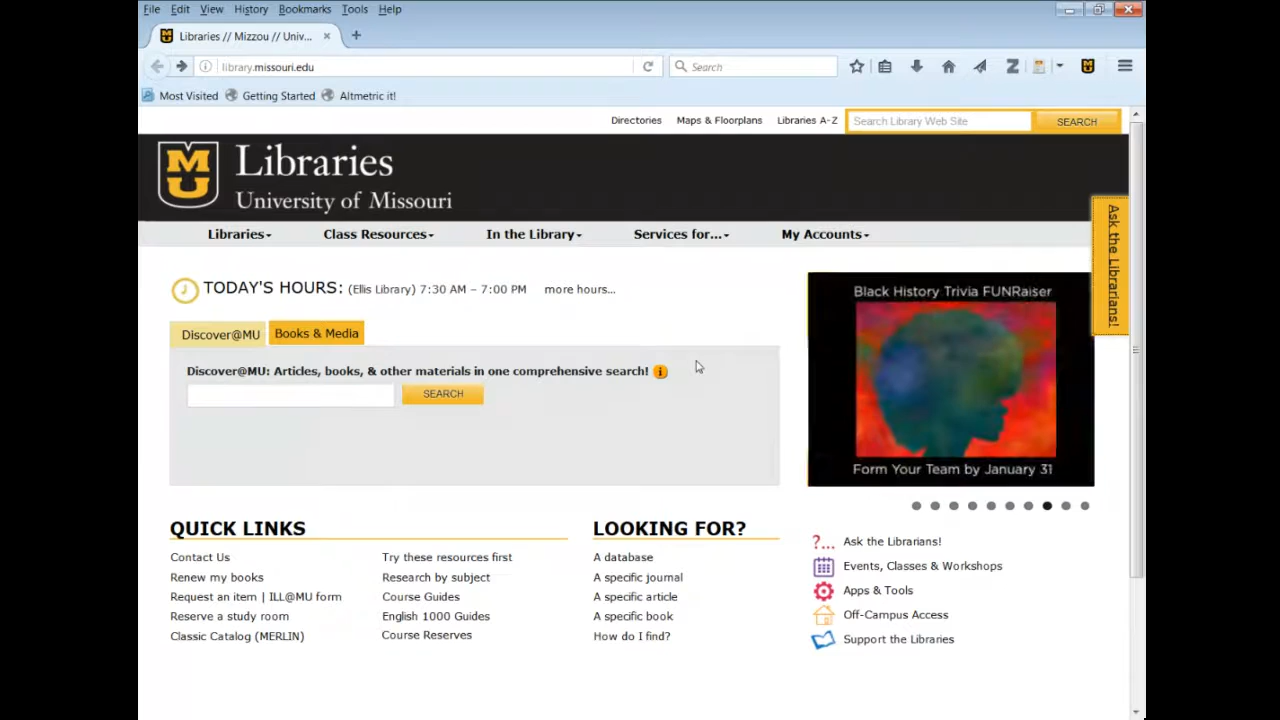 File Edit View History Bookmarks Tools Help
Libraries // Mizzou // Univ...
library.missouri.edu
Search
Most Visited Getting Started Altmetric it!
Directories Maps & Floorplans Libraries A-Z Search Library Web Site SEARCH
MU
Libraries
University of Missouri
Ask the Librarians!
Libraries Class Resources In the Library Services for... My Accounts
TODAY'S HOURS: (Ellis Library) 7:30 AM – 7:00 PM more hours...
Discover@MU Books & Media
Discover@MU: Articles, books, & other materials in one comprehensive search!
SEARCH
Black History Trivia FUNRaiser
Form Your Team by January 31
QUICK LINKS
Contact Us
Renew my books
Request an item | ILL@MU form
Reserve a study room
Classic Catalog (MERLIN)
Try these resources first
Research by subject
Course Guides
English 1000 Guides
Course Reserves
LOOKING FOR?
A database
A specific journal
A specific article
A specific book
How do I find?
?... Ask the Librarians!
Events, Classes & Workshops
Apps & Tools
Off-Campus Access
Support the Libraries